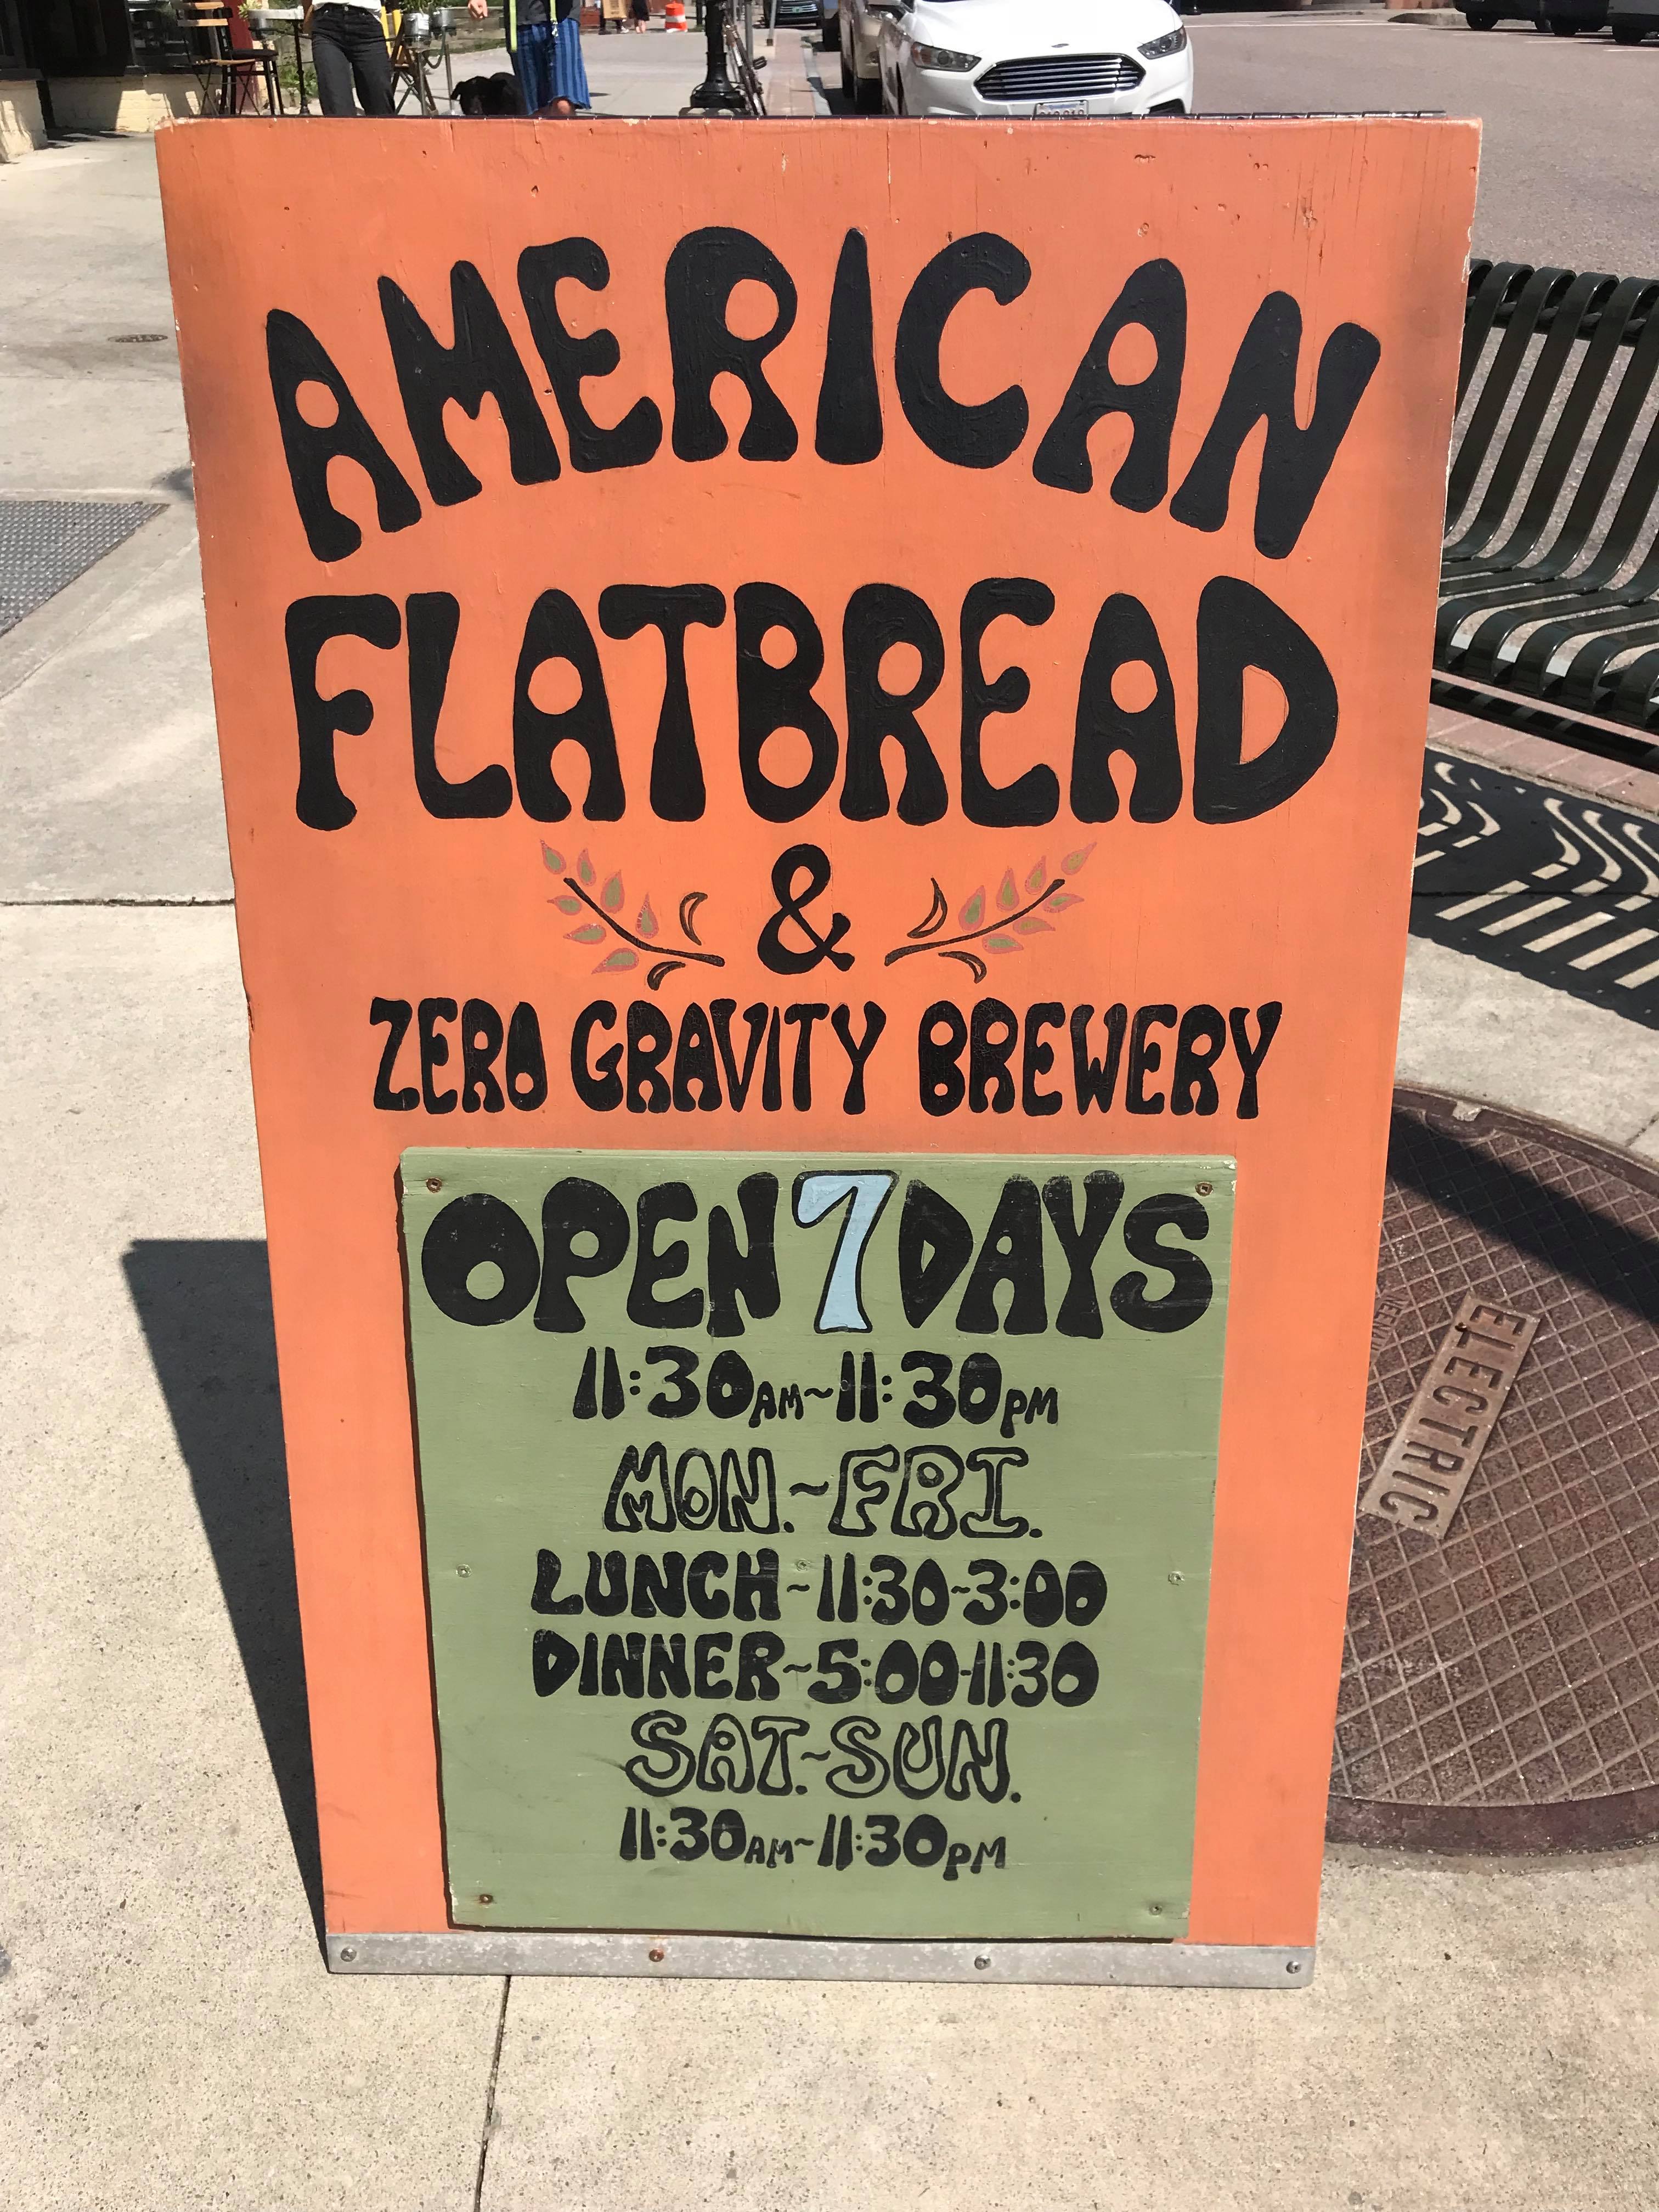 AMERICAN
FLATBREAD
&
ZERO GRAVITY BREWERY
OPEN 7 DAYS
11:30AM~11:30PM
MON.~FRI.
LUNCH~11:30~3:00
DINNER~5:00-11:30
SAT.~SUN.
11:30AM~11:30PM
ELECTRIC